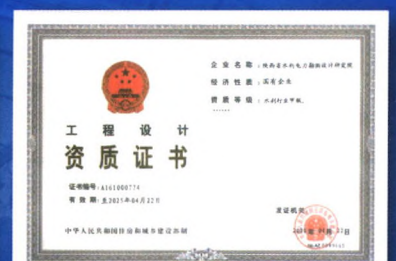 企业名称：陕西省水利电力勘测设计研究院
经济性质：国有企业
资质等级：水利行业甲级。
······
工程设计
资质证书
证书编号：A161000774
有效期：至2025年04月22日
发证机关
中华人民共和国住房和城乡建设部制